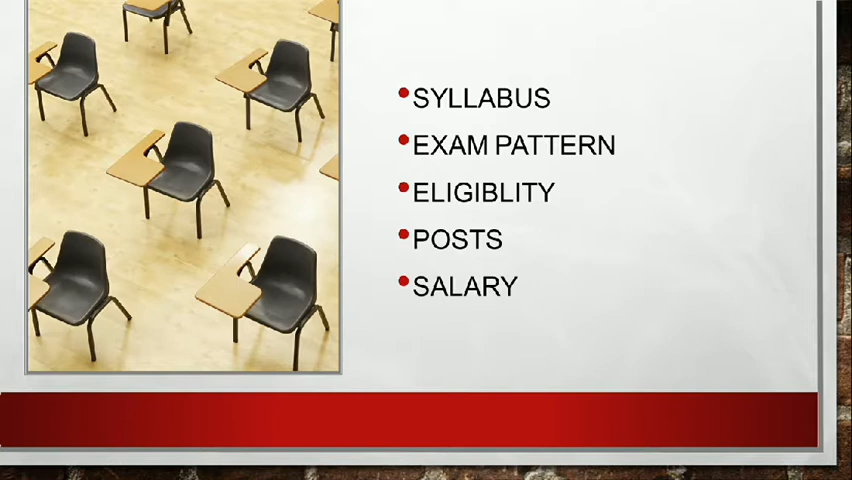 SYLLABUS
EXAM PATTERN
ELIGIBLITY
POSTS
SALARY